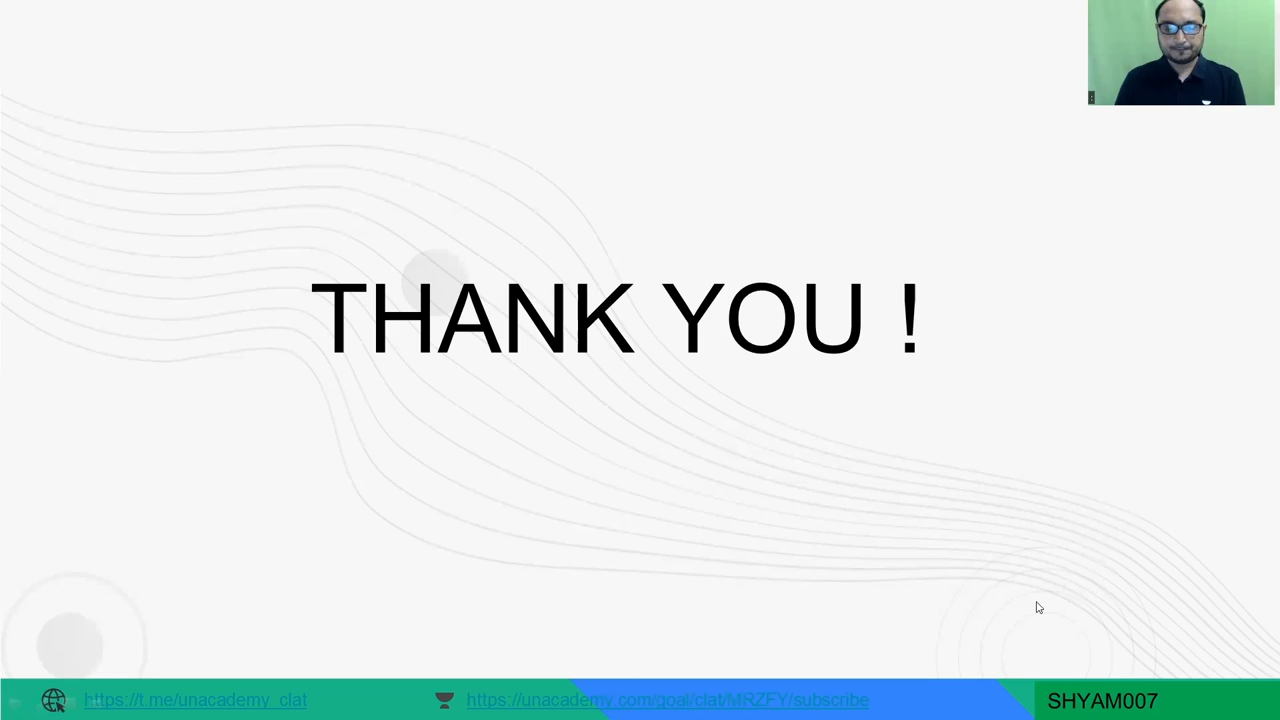 THANK YOU !
https://t.me/unacademy_clat
https://unacademy.com/goal/clat/MRZFY/subscribe
SHYAM007